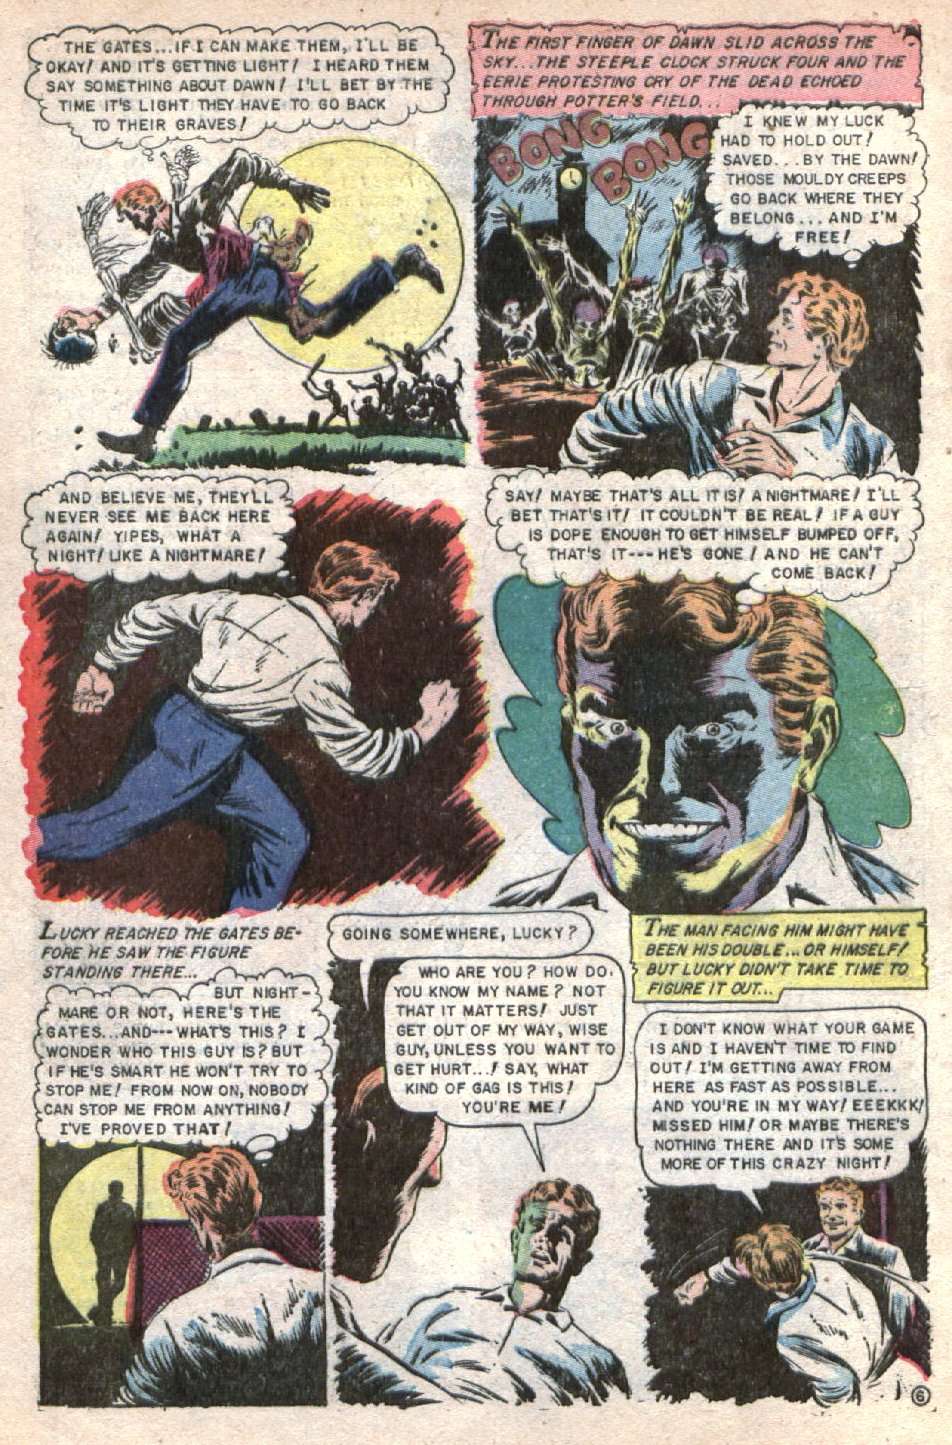 THE GATES...IF I CAN MAKE THEM, I'LL BE
OKAY! AND IT'S GETTING LIGHT! I HEARD THEM
SAY SOMETHING ABOUT DAWN! I'LL BET BY THE
TIME IT'S LIGHT THEY HAVE TO GO BACK
TO THEIR GRAVES!
THE FIRST FINGER OF DAWN SLID ACROSS THE
SKY...THE STEEPLE CLOCK STRUCK FOUR AND THE
EERIE PROTESTING CRY OF THE DEAD ECHOED
THROUGH POTTER'S FIELD...
BONG
BONG
I KNEW MY LUCK
HAD TO HOLD OUT!
SAVED...BY THE DAWN!
THOSE MOULDY CREEPS
GO BACK WHERE THEY
BELONG...AND I'M
FREE!
AND BELIEVE ME, THEY'LL
NEVER SEE ME BACK HERE
AGAIN! YIPES, WHAT A
NIGHT! LIKE A NIGHTMARE!
SAY! MAYBE THAT'S ALL IT IS! A NIGHTMARE! I'LL
BET THAT'S IT! IT COULDN'T BE REAL! IF A GUY
IS DOPE ENOUGH TO GET HIMSELF BUMPED OFF,
THAT'S IT---HE'S GONE! AND HE CAN'T
COME BACK!
LUCKY REACHED THE GATES BE-
FORE HE SAW THE FIGURE
STANDING THERE...
BUT NIGHT-
MARE OR NOT, HERE'S THE
GATES...AND---WHAT'S THIS? I
WONDER WHO THIS GUY IS? BUT
IF HE'S SMART HE WON'T TRY TO
STOP ME! FROM NOW ON, NOBODY
CAN STOP ME FROM ANYTHING!
I'VE PROVED THAT!
GOING SOMEWHERE, LUCKY?
WHO ARE YOU? HOW DO
YOU KNOW MY NAME? NOT
THAT IT MATTERS! JUST
GET OUT OF MY WAY, WISE
GUY, UNLESS YOU WANT TO
GET HURT...! SAY, WHAT
KIND OF GAG IS THIS!
YOU'RE ME!
THE MAN FACING HIM MIGHT HAVE
BEEN HIS DOUBLE...OR HIMSELF!
BUT LUCKY DIDN'T TAKE TIME TO
FIGURE IT OUT...
I DON'T KNOW WHAT YOUR GAME
IS AND I HAVEN'T TIME TO FIND
OUT! I'M GETTING AWAY FROM
HERE AS FAST AS POSSIBLE...
AND YOU'RE IN MY WAY! EEEKKK!
MISSED HIM! OR MAYBE THERE'S
NOTHING THERE AND IT'S SOME
MORE OF THIS CRAZY NIGHT!
6